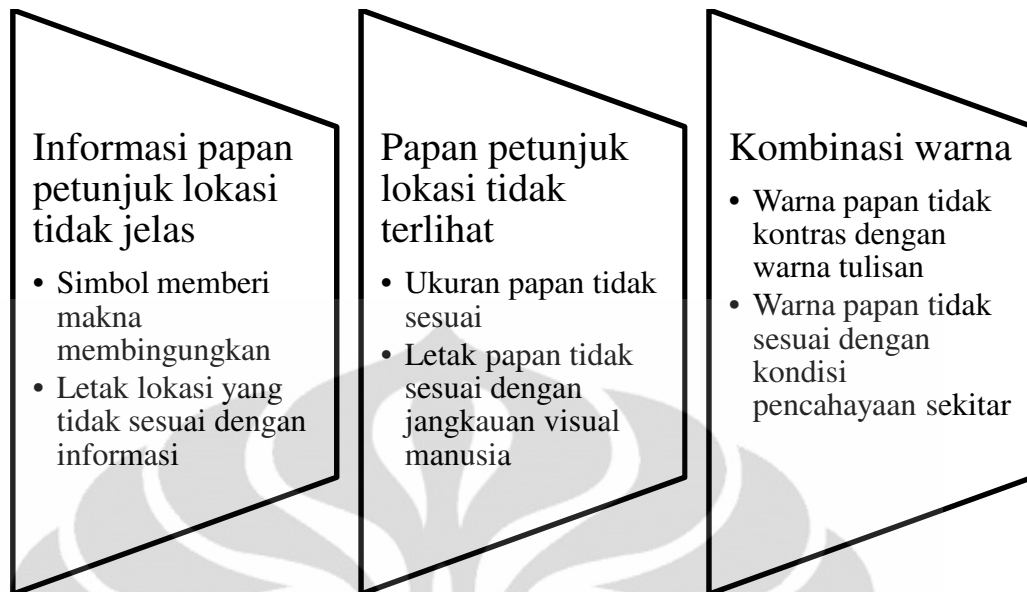 Informasi papan
petunjuk lokasi
tidak jelas
• Simbol memberi
makna
membingungkan
• Letak lokasi yang
tidak sesuai dengan
informasi
Papan petunjuk
lokasi tidak
terlihat
• Ukuran papan tidak
sesuai
• Letak papan tidak
sesuai dengan
jangkauan visual
manusia
Kombinasi warna
• Warna papan tidak
kontras dengan
warna tulisan
• Warna papan tidak
sesuai dengan
kondisi
pencahayaan sekitar